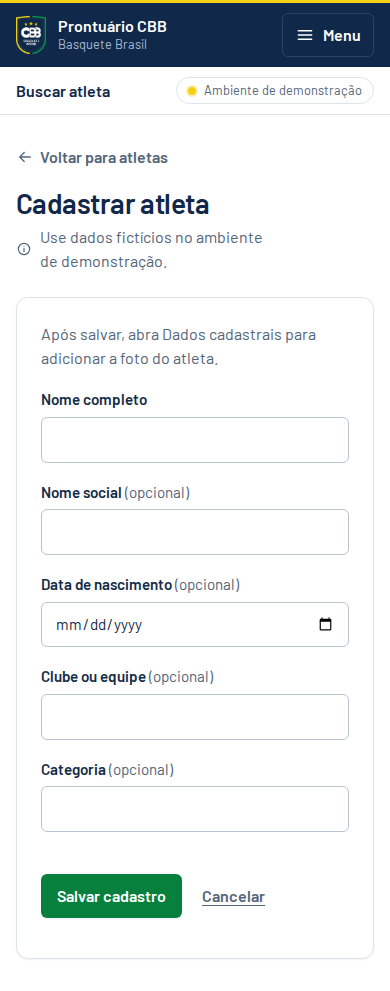 CBB
Prontuário CBB
Basquete Brasil
Menu
Buscar atleta
Ambiente de demonstração
Voltar para atletas
Cadastrar atleta
Use dados fictícios no ambiente
de demonstração.
Após salvar, abra Dados cadastrais para
adicionar a foto do atleta.
Nome completo
Nome social (opcional)
Data de nascimento (opcional)
mm/dd/yyyy
Clube ou equipe (opcional)
Categoria (opcional)
Salvar cadastro
Cancelar